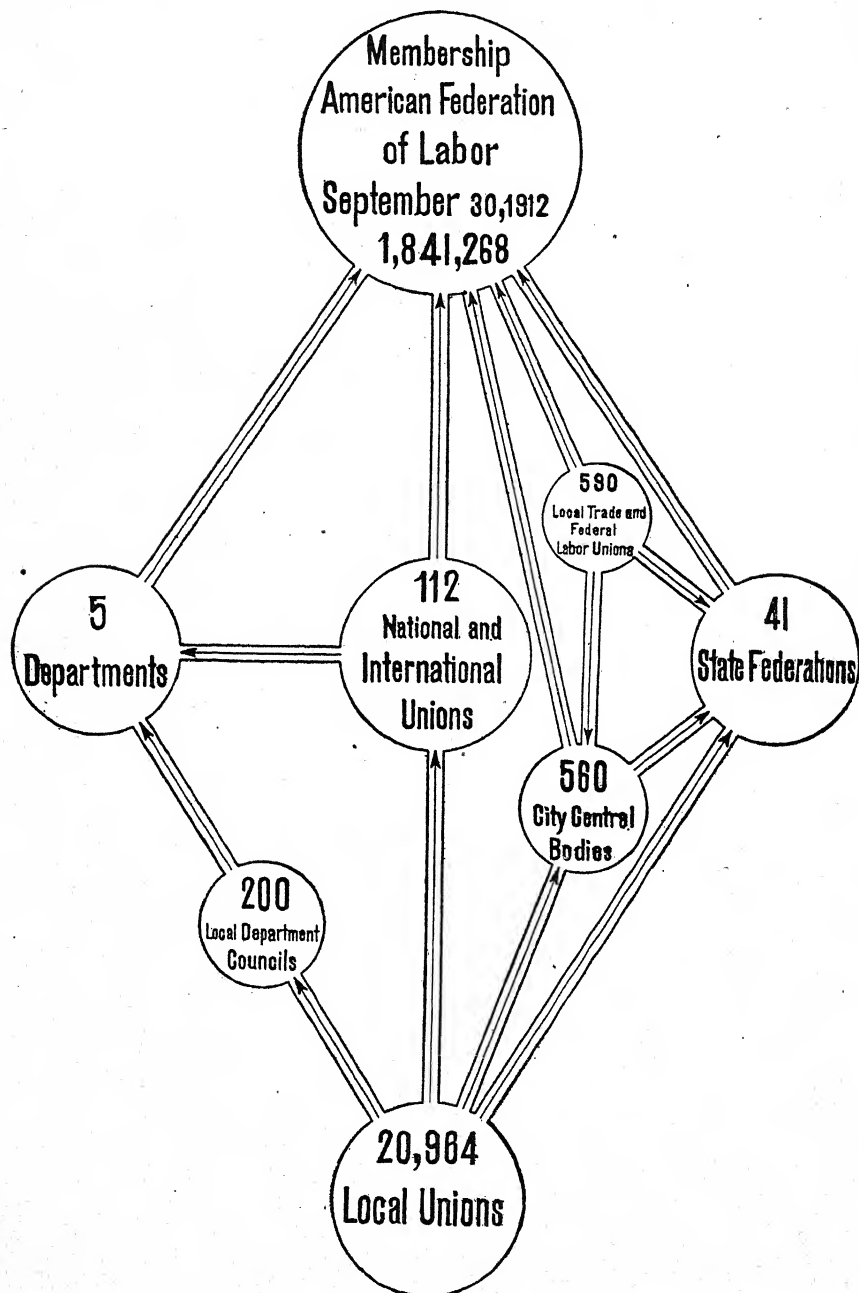 Membership
American Federation
of Labor
September 30,1912
1,841,268
590
Local Trade and
Federal
Labor Unions
5
Departments
112
National and
International
Unions
41
State Federations
560
City Central
Bodies
200
Local Department
Councils
20,964
Local Unions